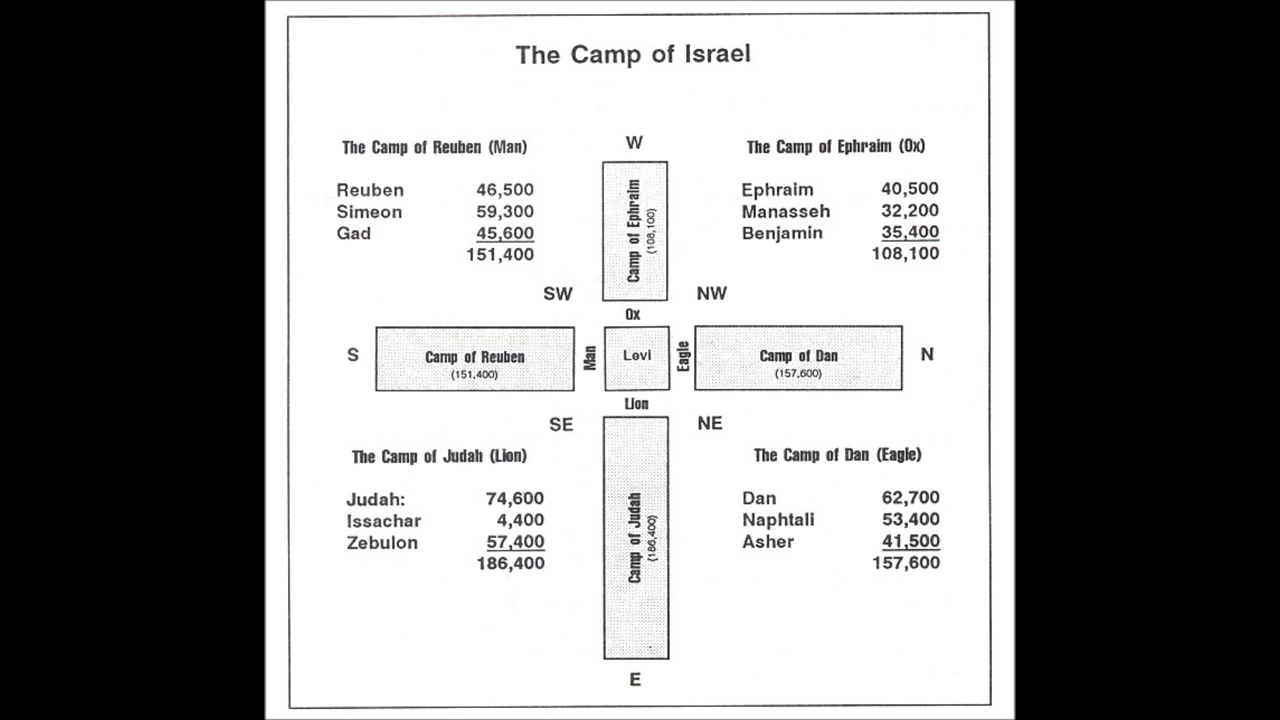 The Camp of Israel
The Camp of Reuben (Man)
Reuben 46,500
Simeon 59,300
Gad 45,600
151,400
W
The Camp of Ephraim (Ox)
Ephraim 40,500
Manasseh 32,200
Benjamin 35,400
108,100
Camp of Ephraim
(108,100)
SW
NW
Ox
S
Camp of Reuben
(151,400)
Man
Levi
Eagle
Camp of Dan
(157,600)
N
Lion
SE
NE
The Camp of Judah (Lion)
Judah: 74,600
Issachar 4,400
Zebulon 57,400
186,400
Camp of Judah
(186,400)
The Camp of Dan (Eagle)
Dan 62,700
Naphtali 53,400
Asher 41,500
157,600
E